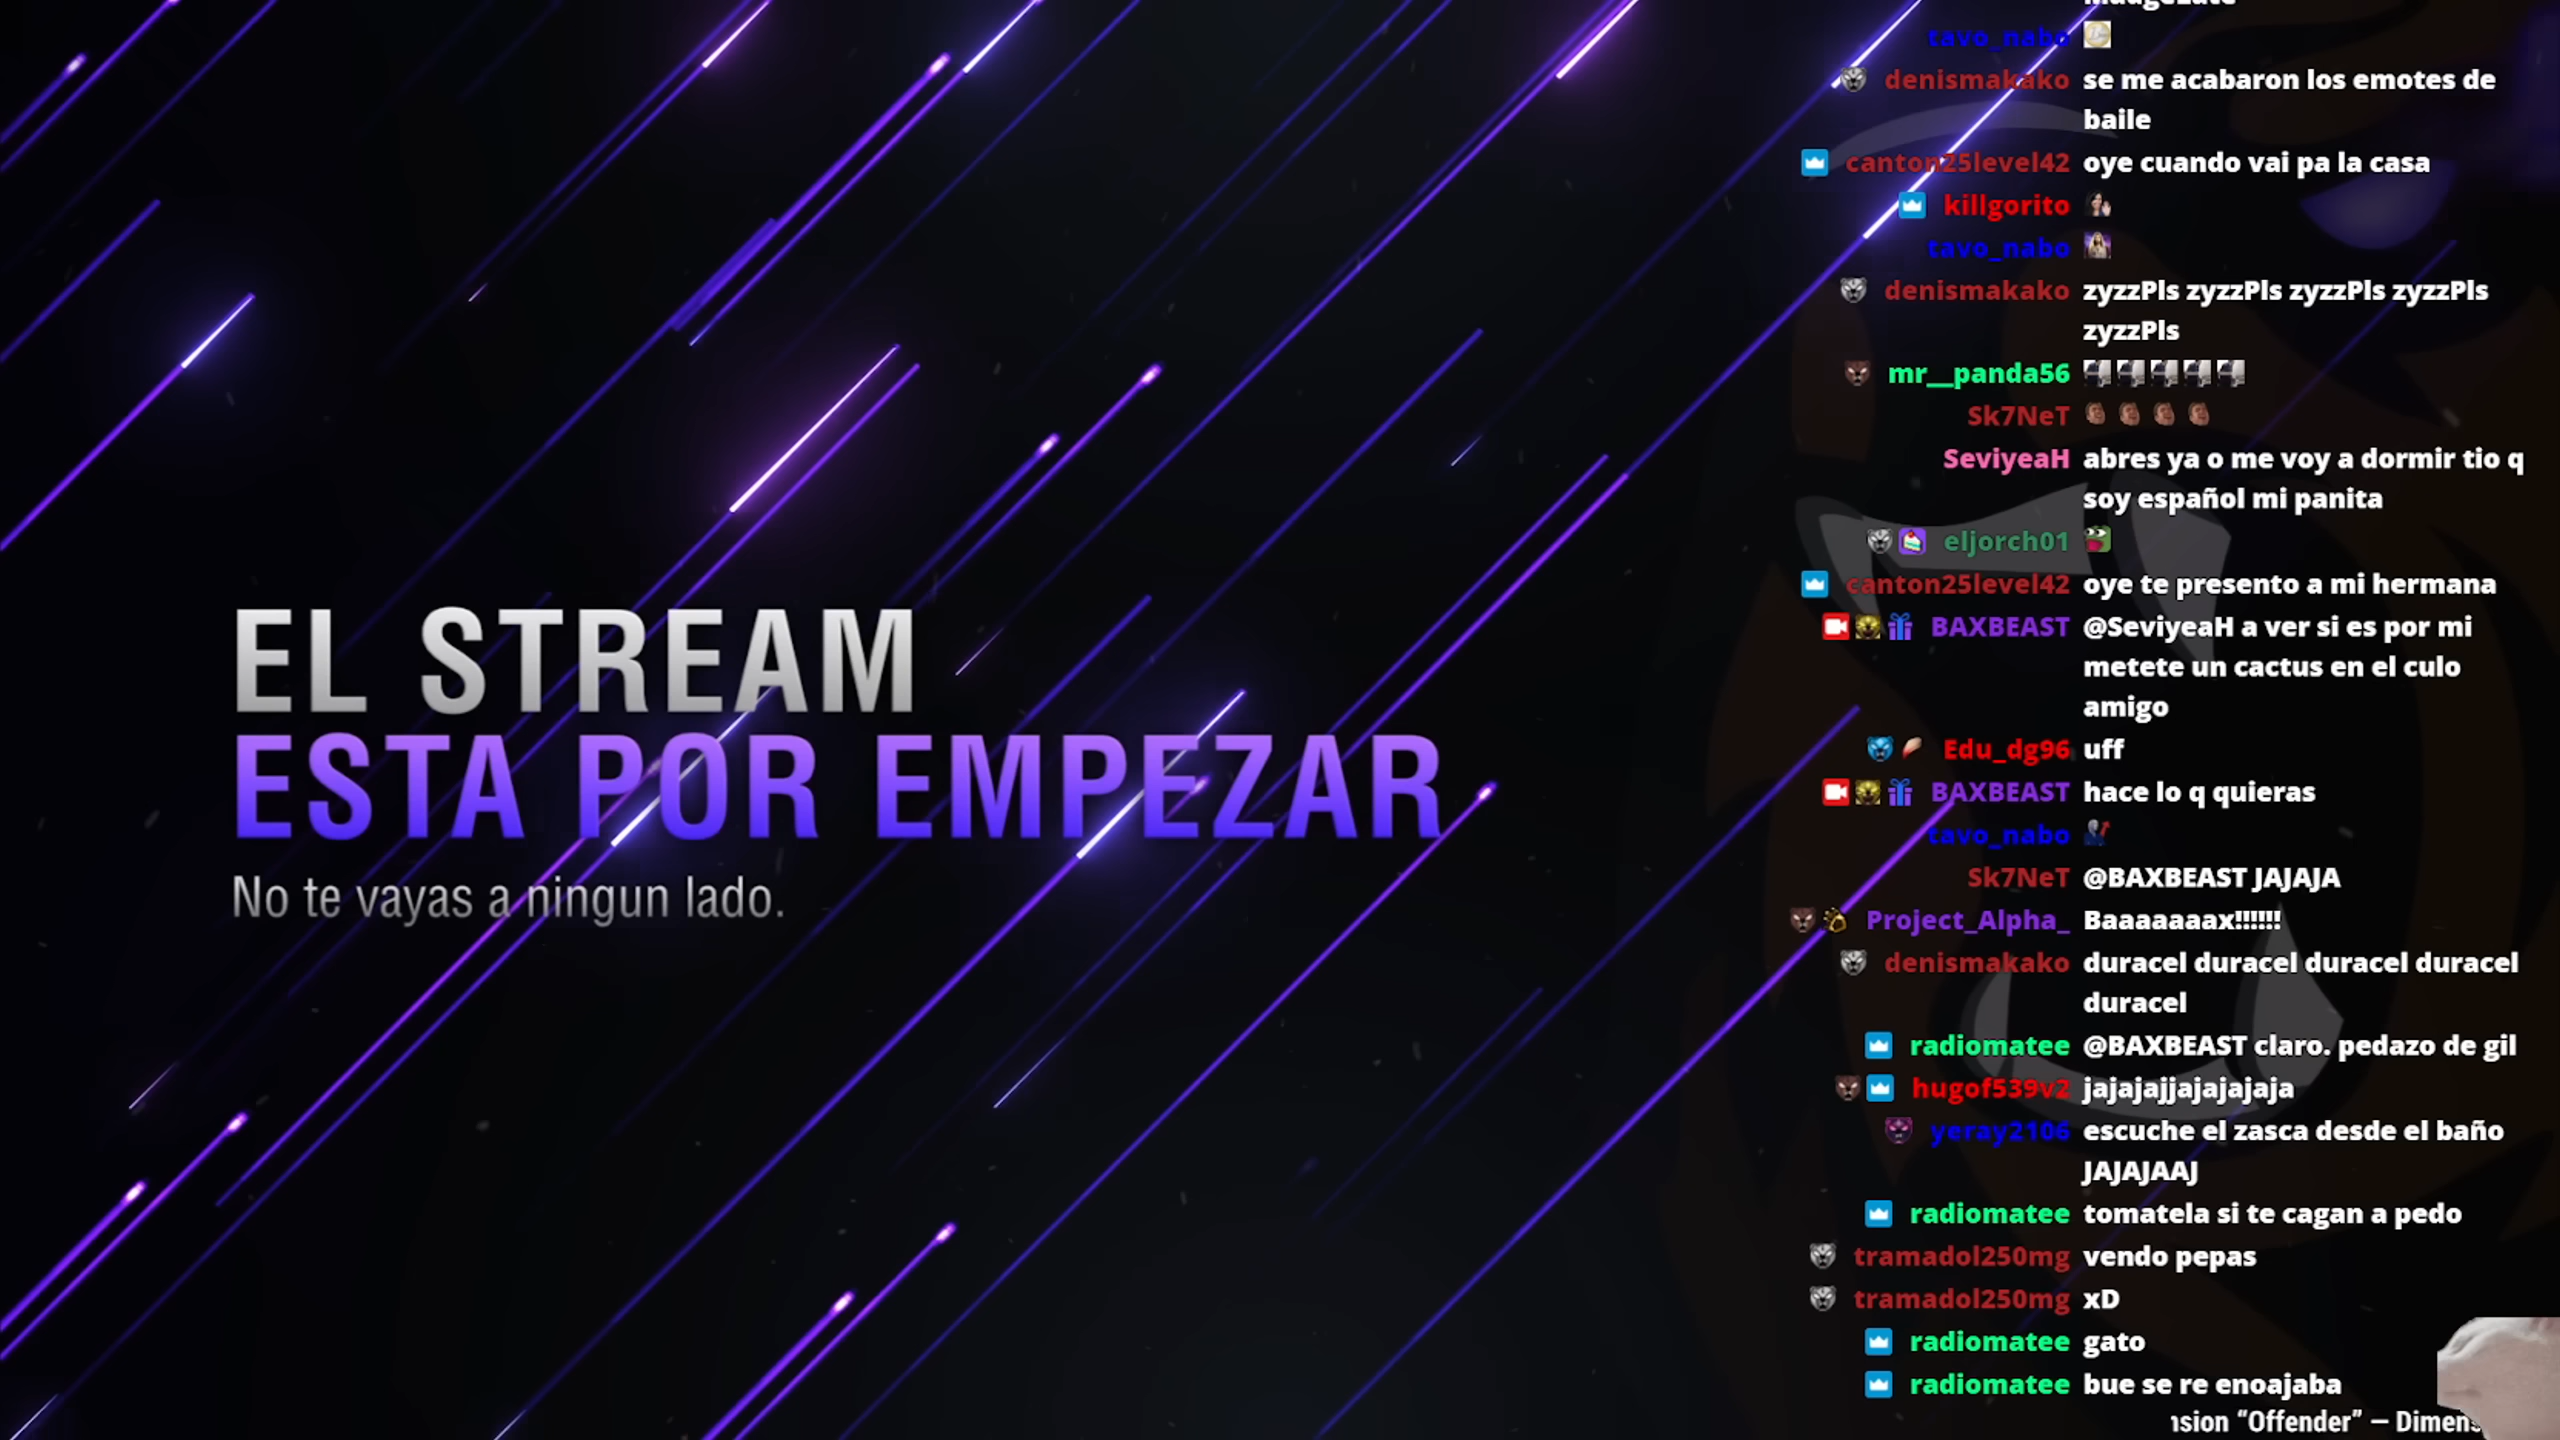 EL STREAM
ESTA POR EMPEZAR
No te vayas a ningun lado.
tavo_nabo
denismakako se me acabaron los emotes de
baile
canton25level42 oye cuando vai pa la casa
killgorito
tavo_nabo
denismakako zyzzPls zyzzPls zyzzPls zyzzPls
zyzzPls
mr__panda56
Sk7NeT
SeviyeaH abres ya o me voy a dormir tio q
soy español mi panita
eljorch01
canton25level42 oye te presento a mi hermana
BAXBEAST @SeviyeaH a ver si es por mi
metete un cactus en el culo
amigo
Edu_dg96 uff
BAXBEAST hace lo q quieras
tavo_nabo
Sk7NeT @BAXBEAST JAJAJA
Project_Alpha_ Baaaaaaax!!!!!!
denismakako duracel duracel duracel duracel
duracel
radiomatee @BAXBEAST claro. pedazo de gil
hugof539v2 jajajajjajajajaja
yeray2106 escuche el zasca desde el baño
JAJAJAAJ
radiomatee tomatela si te cagan a pedo
tramadol250mg vendo pepas
tramadol250mg xD
radiomatee gato
radiomatee bue se re enoajaba
nsion “Offender” — Dimens